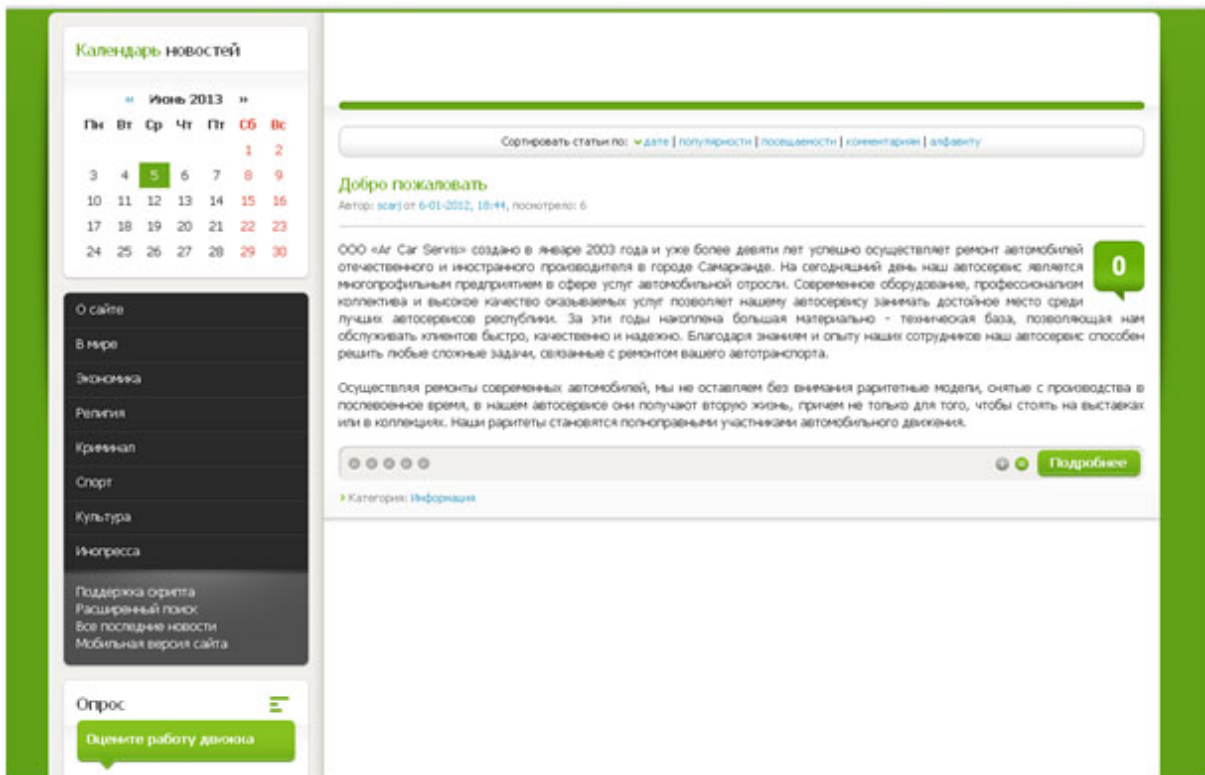 Календарь новостей
« Июнь 2013 »
Пн Вт Ср Чт Пт Сб Вс
1 2
3 4 5 6 7 8 9
10 11 12 13 14 15 16
17 18 19 20 21 22 23
24 25 26 27 28 29 30
О сайте
В мире
Экономика
Религия
Криминал
Спорт
Культура
Инопресса
Поддержка скрипта
Расширенный поиск
Все последние новости
Мобильная версия сайта
Опрос
Оцените работу движка
Сортировать статьи по: дате | популярности | посещаемости | комментариям | алфавиту
Добро пожаловать
Автор: scarj от 6-01-2012, 18:44, посмотрело: 6
0
ООО «Ar Car Servis» создано в январе 2003 года и уже более девяти лет успешно осуществляет ремонт автомобилей
отечественного и иностранного производителя в городе Самарканде. На сегодняшний день наш автосервис является
многопрофильным предприятием в сфере услуг автомобильной отросли. Современное оборудование, профессионализм
коллектива и высокое качество оказываемых услуг позволяет нашему автосервису занимать достойное место среди
лучших автосервисов республики. За эти годы накоплена большая материально - техническая база, позволяющая нам
обслуживать клиентов быстро, качественно и надежно. Благодаря знаниям и опыту наших сотрудников наш автосервис способен
решить любые сложные задачи, связанные с ремонтом вашего автотранспорта.
Осуществляя ремонты современных автомобилей, мы не оставляем без внимания раритетные модели, снятые с производства в
послевоенное время, в нашем автосервисе они получают вторую жизнь, причем не только для того, чтобы стоять на выставках
или в коллекциях. Наши раритеты становятся полноправными участниками автомобильного движения.
Подробнее
Категория: Информация